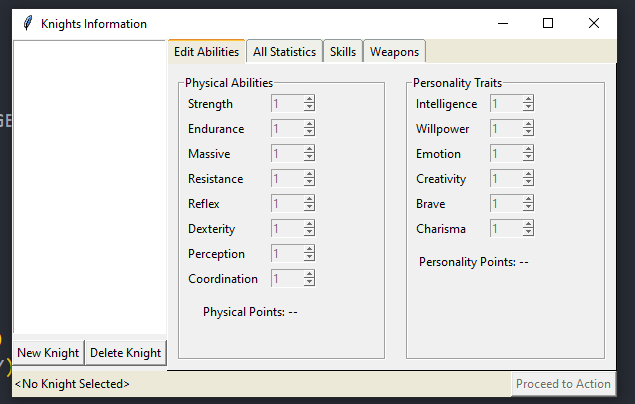 Knights Information
Edit Abilities All Statistics Skills Weapons
Physical Abilities
Strength 1
Endurance 1
Massive 1
Resistance 1
Reflex 1
Dexterity 1
Perception 1
Coordination 1
Physical Points: --
Personality Traits
Intelligence 1
Willpower 1
Emotion 1
Creativity 1
Brave 1
Charisma 1
Personality Points: --
New Knight Delete Knight
<No Knight Selected> Proceed to Action